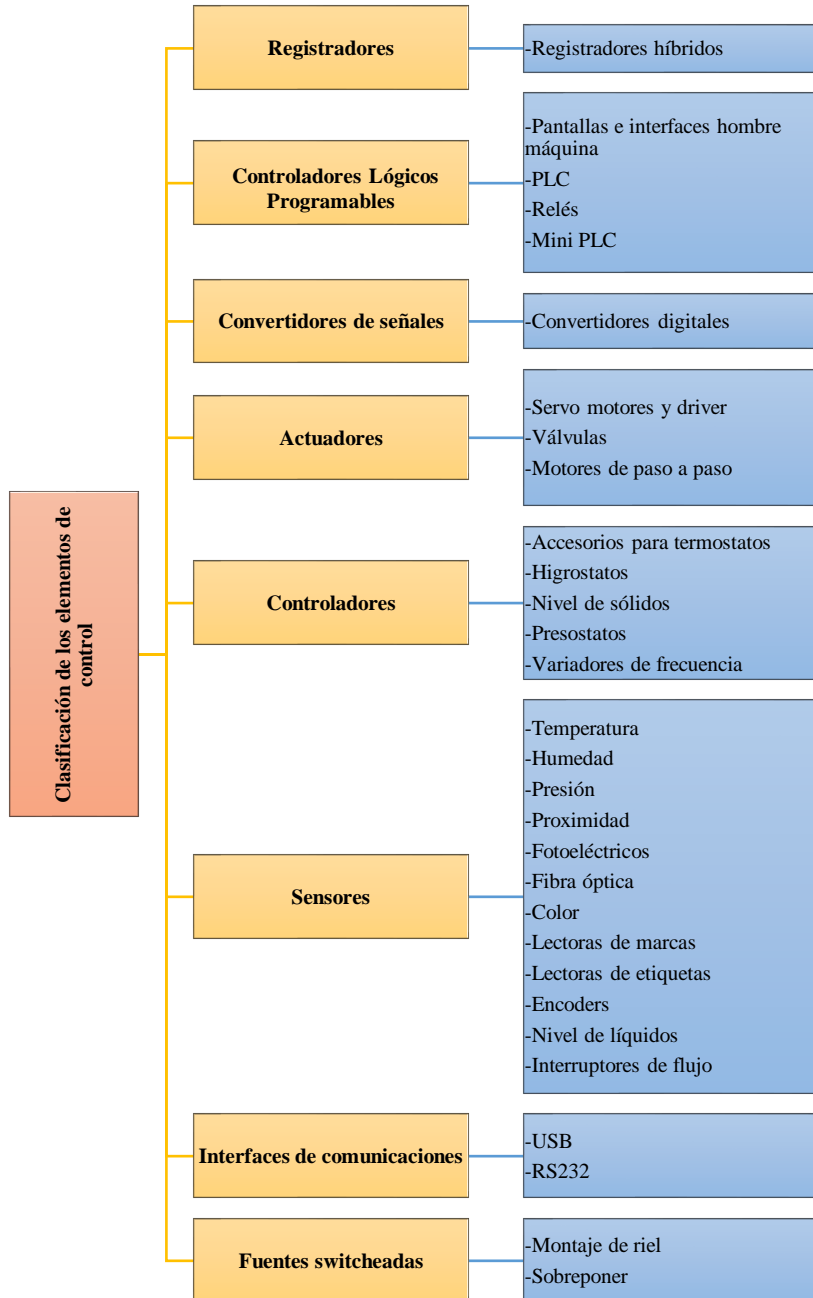 Clasificación de los elementos de
control
Registradores
-Registradores híbridos
Controladores Lógicos
Programables
-Pantallas e interfaces hombre
máquina
-PLC
-Relés
-Mini PLC
Convertidores de señales
-Convertidores digitales
Actuadores
-Servo motores y driver
-Válvulas
-Motores de paso a paso
Controladores
-Accesorios para termostatos
-Higrostatos
-Nivel de sólidos
-Presostatos
-Variadores de frecuencia
Sensores
-Temperatura
-Humedad
-Presión
-Proximidad
-Fotoeléctricos
-Fibra óptica
-Color
-Lectoras de marcas
-Lectoras de etiquetas
-Encoders
-Nivel de líquidos
-Interruptores de flujo
Interfaces de comunicaciones
-USB
-RS232
Fuentes switcheadas
-Montaje de riel
-Sobreponer